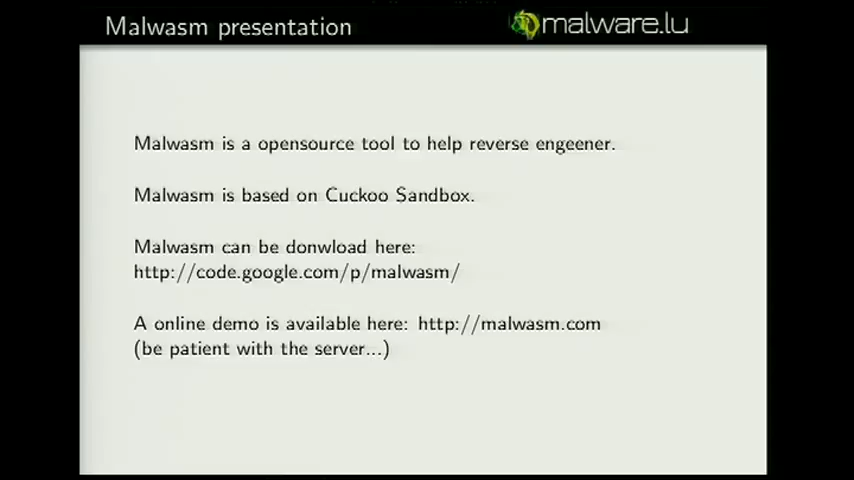 Malwasm presentation
malware.lu
Malwasm is a opensource tool to help reverse engeener.
Malwasm is based on Cuckoo Sandbox.
Malwasm can be donwload here:
http://code.google.com/p/malwasm/
A online demo is available here: http://malwasm.com
(be patient with the server...)